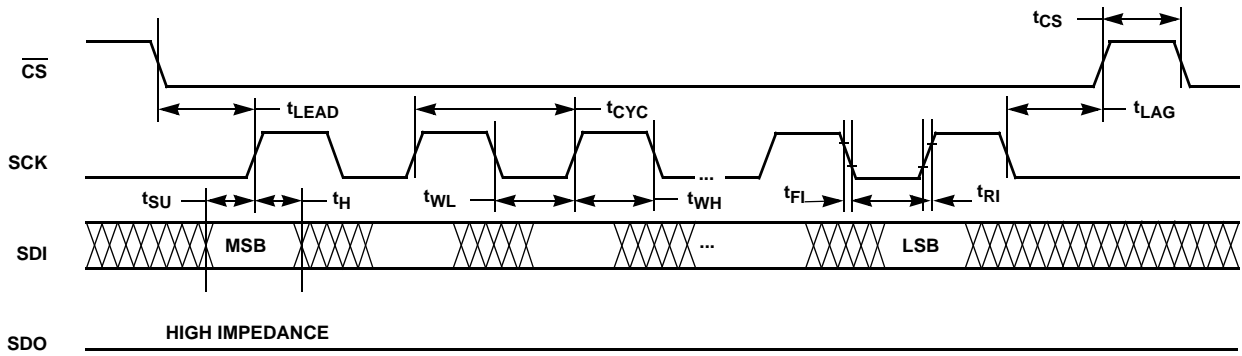 tCS
CS
tLEAD
tCYC
tLAG
SCK
...
tSU
tH
tWL
tWH
tFI
tRI
SDI
MSB
...
LSB
HIGH IMPEDANCE
SDO